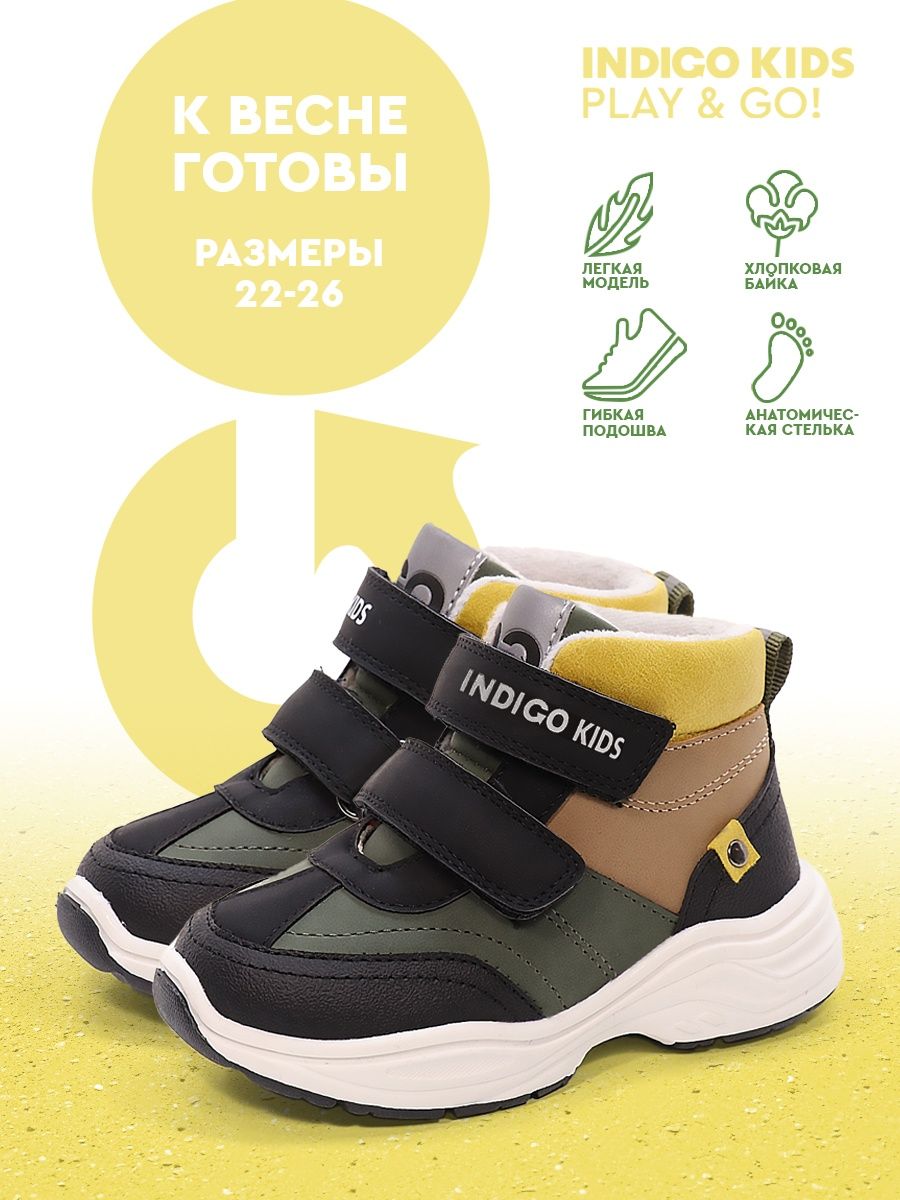 К ВЕСНЕ
ГОТОВЫ
РАЗМЕРЫ
22-26
INDIGO KIDS
PLAY & GO!
ЛЕГКАЯ
МОДЕЛЬ
ХЛОПКОВАЯ
БАЙКА
ГИБКАЯ
ПОДОШВА
АНАТОМИЧЕС-
КАЯ СТЕЛЬКА
KIDS
INDIGO KIDS